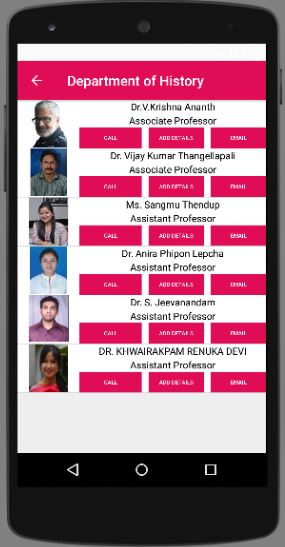 Department of History
Dr.V.Krishna Ananth
Associate Professor
CALL ADD DETAILS EMAIL
Dr. Vijay Kumar Thangellapali
Associate Professor
CALL ADD DETAILS EMAIL
Ms. Sangmu Thendup
Assistant Professor
CALL ADD DETAILS EMAIL
Dr. Anira Phipon Lepcha
Assistant Professor
CALL ADD DETAILS EMAIL
Dr. S. Jeevanandam
Assistant Professor
CALL ADD DETAILS EMAIL
DR. KHWAIRAKPAM RENUKA DEVI
Assistant Professor
CALL ADD DETAILS EMAIL